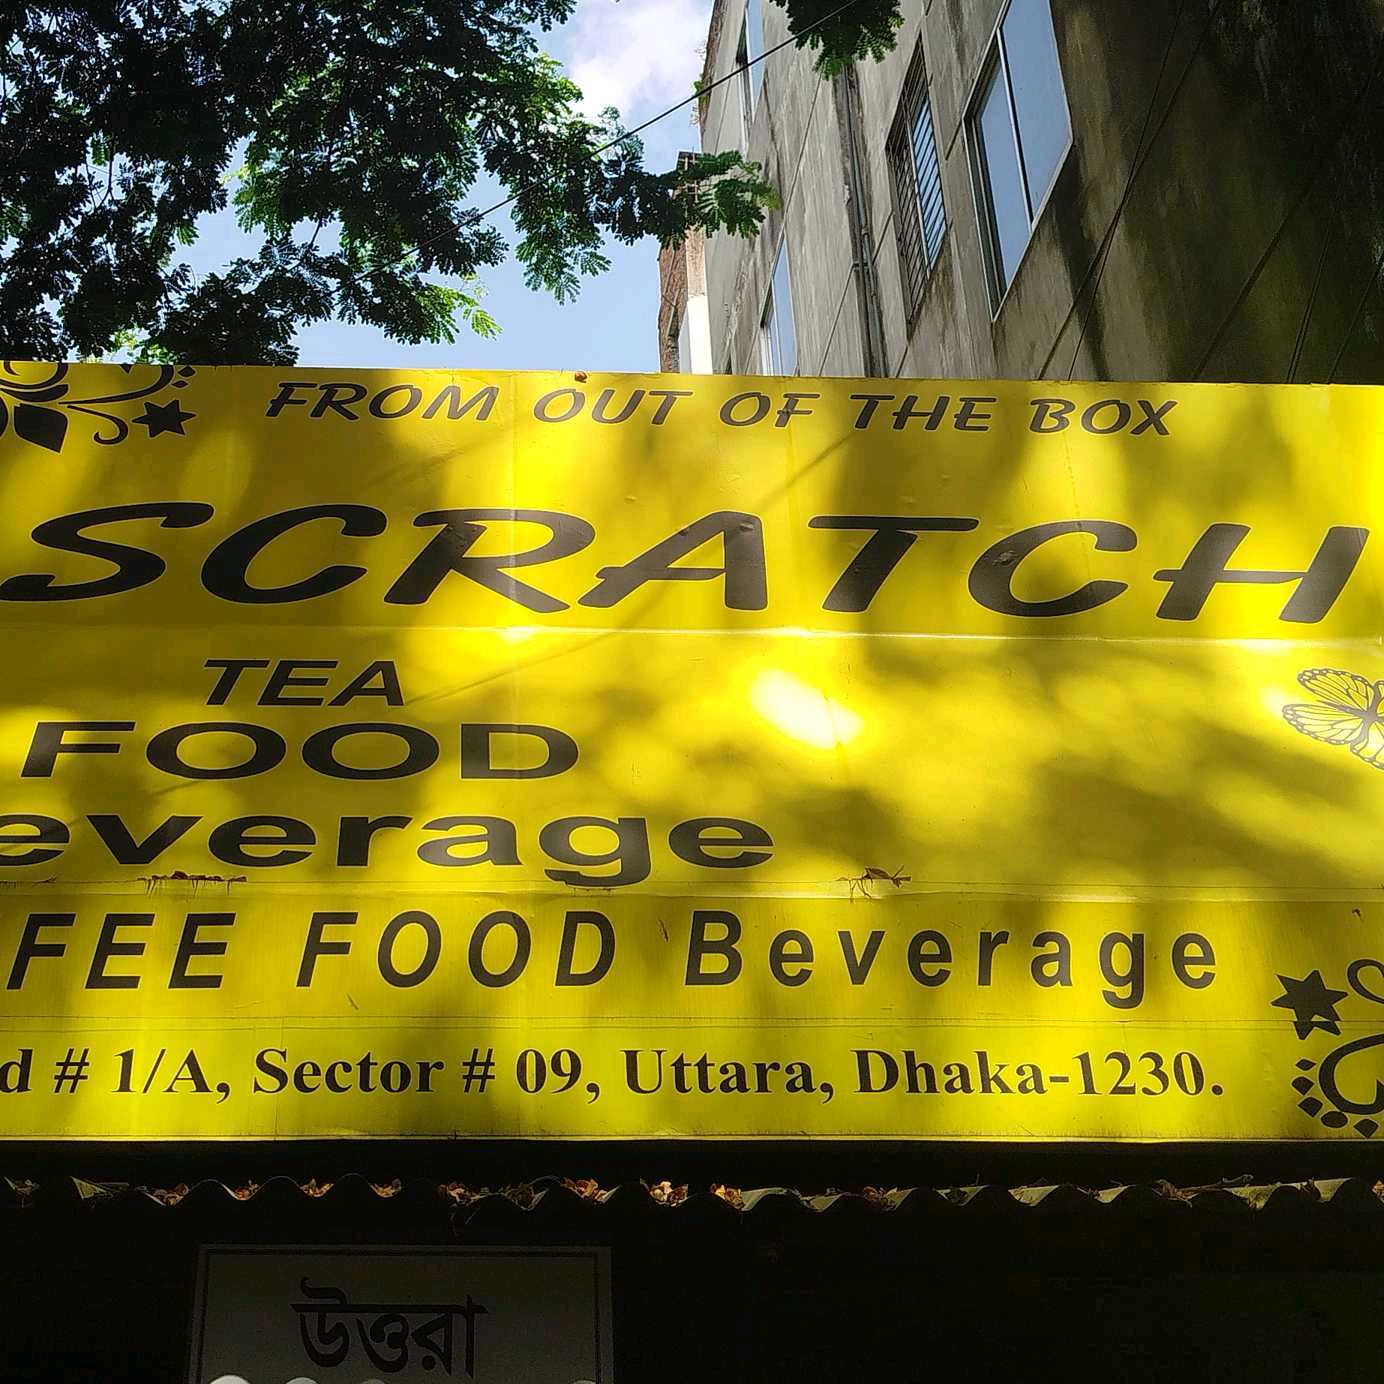 FROM OUT OF THE BOX
SCRATCH
TEA
FOOD
everage
FEE FOOD Beverage
d # 1/A, Sector # 09, Uttara, Dhaka-1230.
উত্তরা